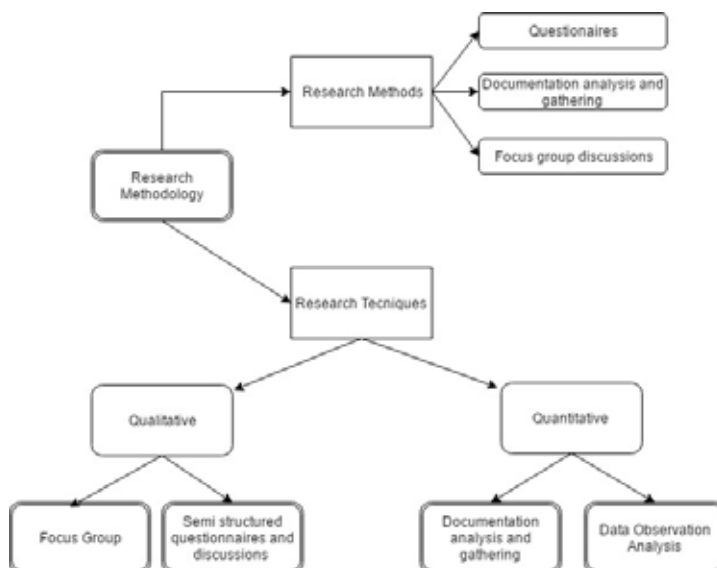 Questionaires
Research Methods
Documentation analysis and
gathering
Focus group discussions
Research
Methodology
Research Tecniques
Qualitative
Quantitative
Focus Group
Semi structured
questionnaires and
discussions
Documentation
analysis and
gathering
Data Observation
Analysis